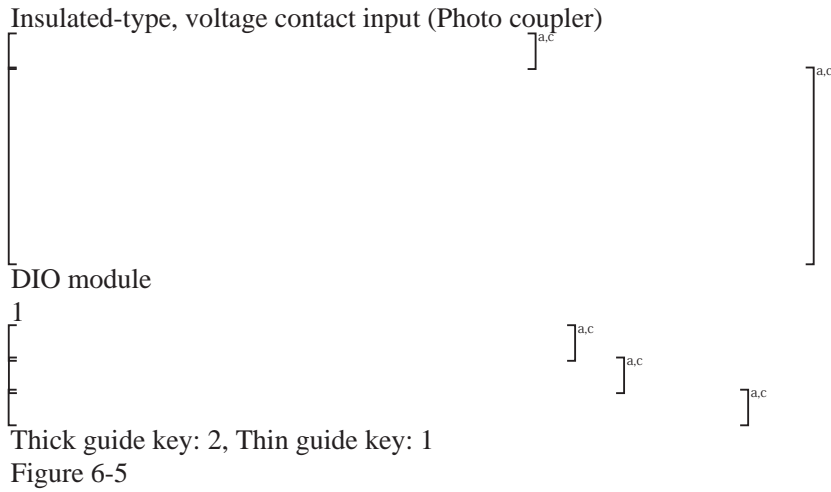 Insulated-type, voltage contact input (Photo coupler)
a,c
a,c
DIO module
1
a,c
a,c
a,c
Thick guide key: 2, Thin guide key: 1
Figure 6-5